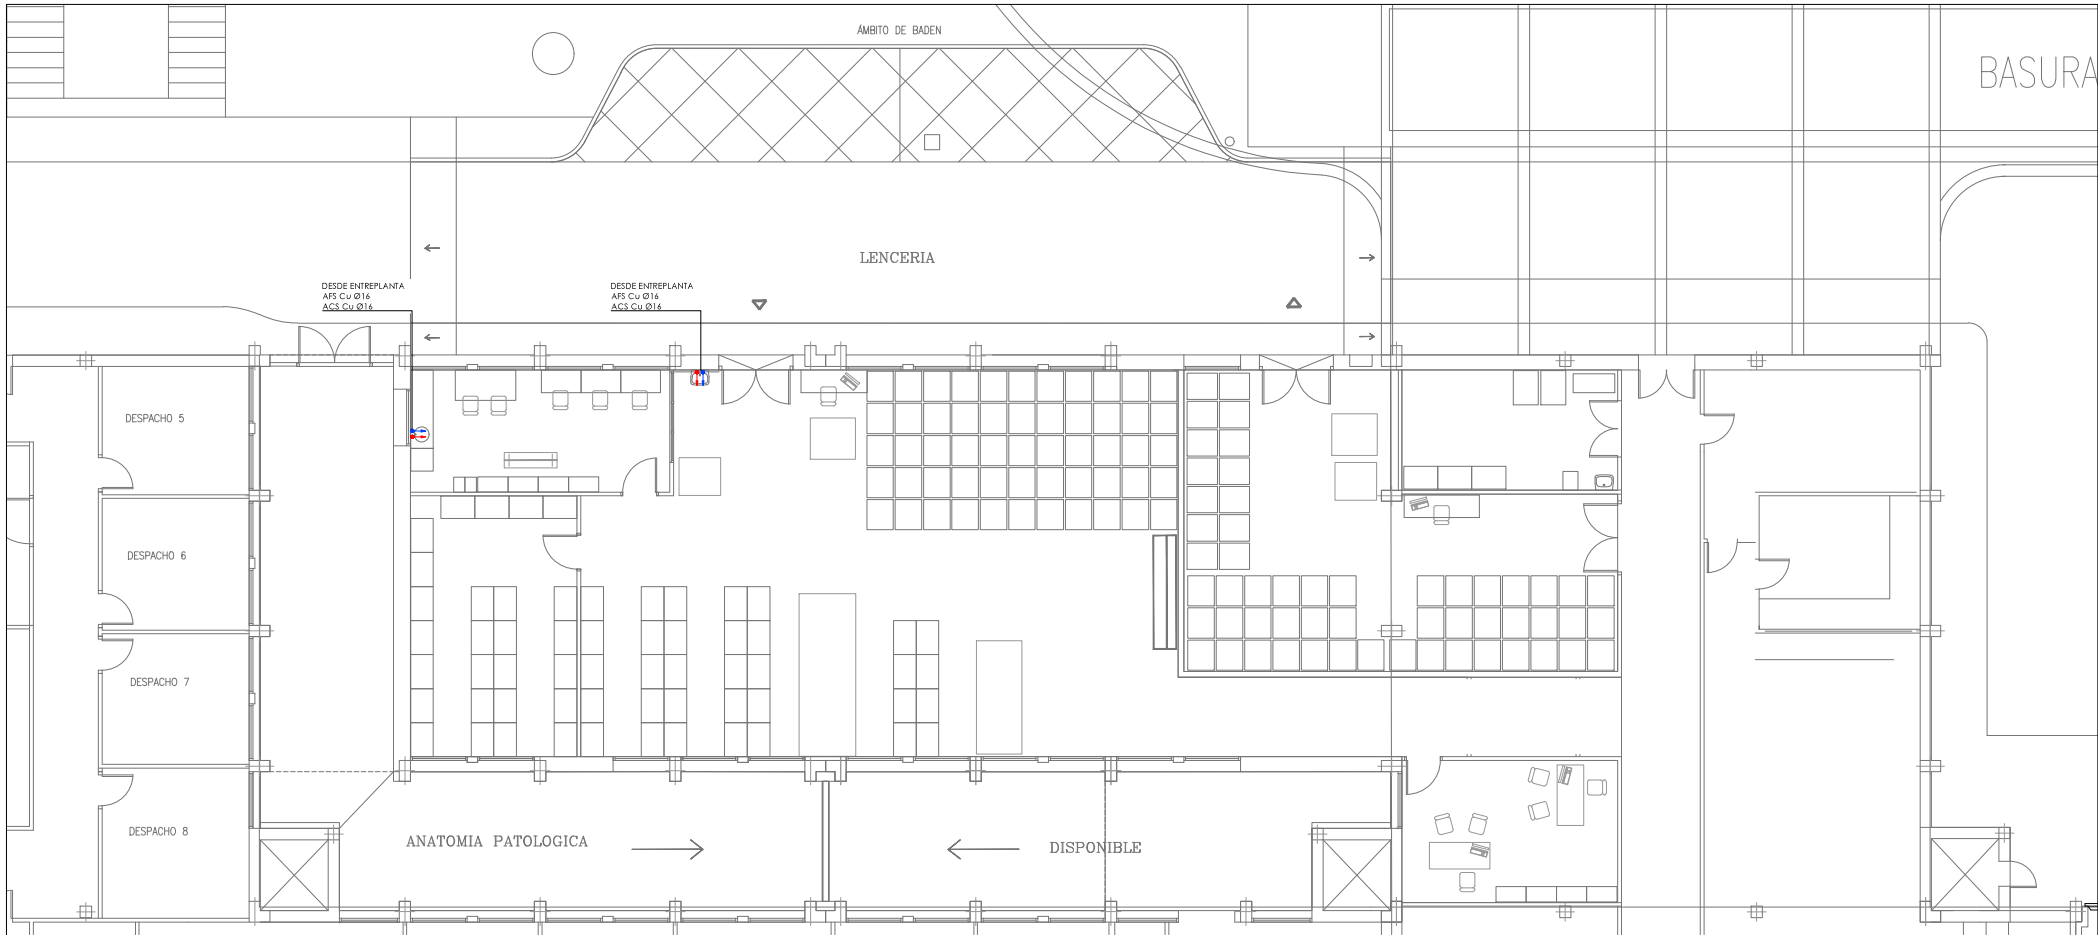 ÁMBITO DE BADEN
BASURA
LENCERIA
DESDE ENTREPLANTA
AFS Cu Ø16
ACS Cu Ø16
DESDE ENTREPLANTA
AFS Cu Ø16
ACS Cu Ø16
DESPACHO 5
DESPACHO 6
DESPACHO 7
DESPACHO 8
ANATOMIA PATOLOGICA
DISPONIBLE